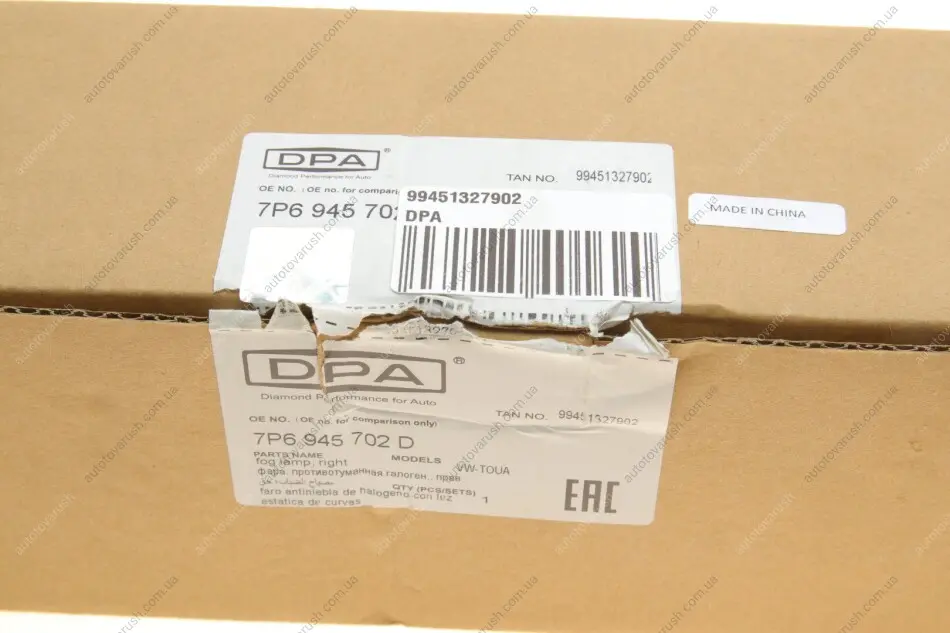 DPA®
Diamond Performance for Auto
TAN NO. 99451327902
OE NO. (OE no. for compari
7P6 945 702
99451327902
DPA
MADE IN CHINA
DPA®
Diamond Performance for Auto
TAN NO. 99451327902
OE NO. (OE no. for comparison only)
7P6 945 702 D
PARTS NAME
MODELS VW-TOUA
fog lamp, right
фара противотуманная галоген., прав
QTY (PCS/SETS) 1
faro antiniebla de halogeno con luz
estatica de curvas
EAC
autotovarush.com.ua